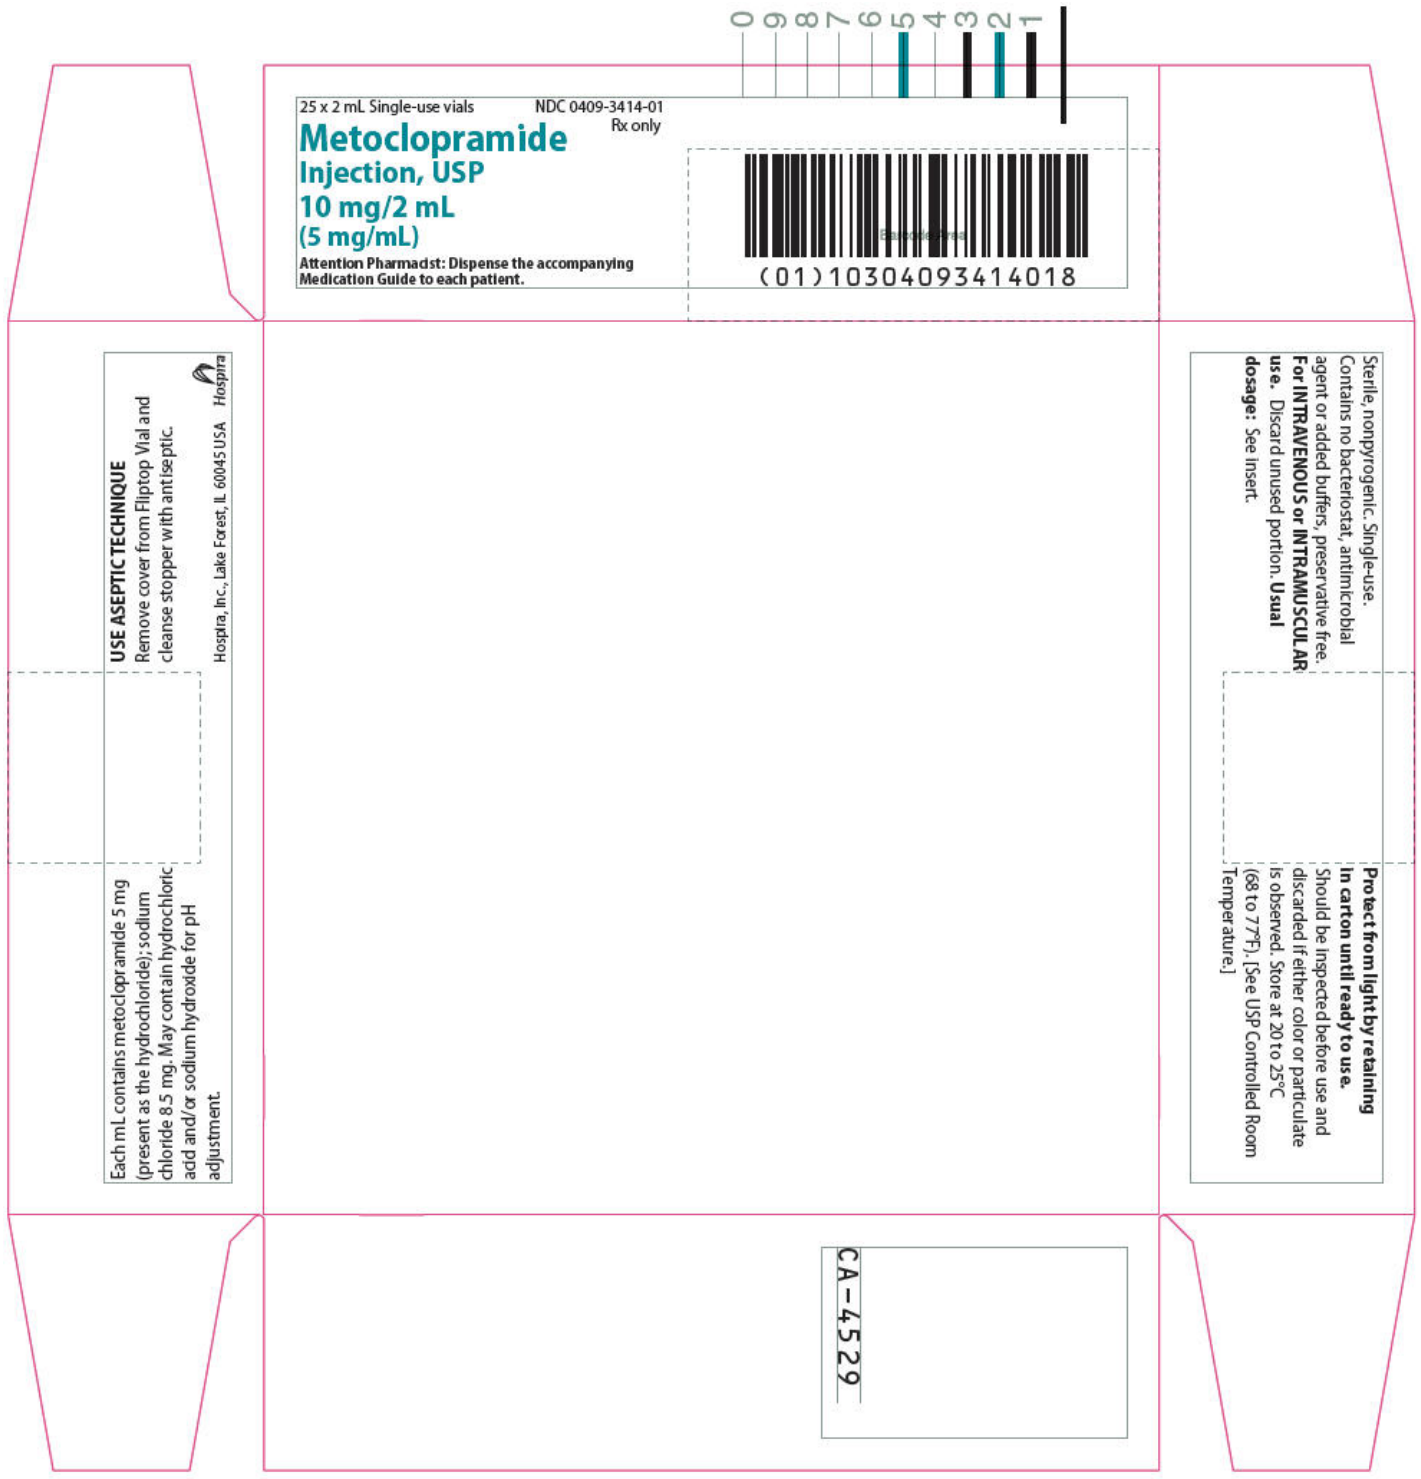 0 9 8 7 6 5 4 3 2 1
25 x 2 mL Single-use vials
NDC 0409-3414-01
Rx only
Metoclopramide
Injection, USP
10 mg/2 mL
(5 mg/mL)
Attention Pharmacist: Dispense the accompanying
Medication Guide to each patient.
Barcode Area
(01)10304093414018
USE ASEPTIC TECHNIQUE
Remove cover from Fliptop Vial and
cleanse stopper with antiseptic.
Hospira, Inc., Lake Forest, IL 60045 USA
Hospira
Each mL contains metoclopramide 5 mg
(present as the hydrochloride); sodium
chloride 8.5 mg. May contain hydrochloric
acid and/or sodium hydroxide for pH
adjustment.
Sterile, nonpyrogenic. Single-use.
Contains no bacteriostat, antimicrobial
agent or added buffers, preservative free.
For INTRAVENOUS or INTRAMUSCULAR
use. Discard unused portion. Usual
dosage: See insert.
Protect from light by retaining
in carton until ready to use.
Should be inspected before use and
discarded if either color or particulate
is observed. Store at 20 to 25°C
(68 to 77°F). [See USP Controlled Room
Temperature.]
CA-4529